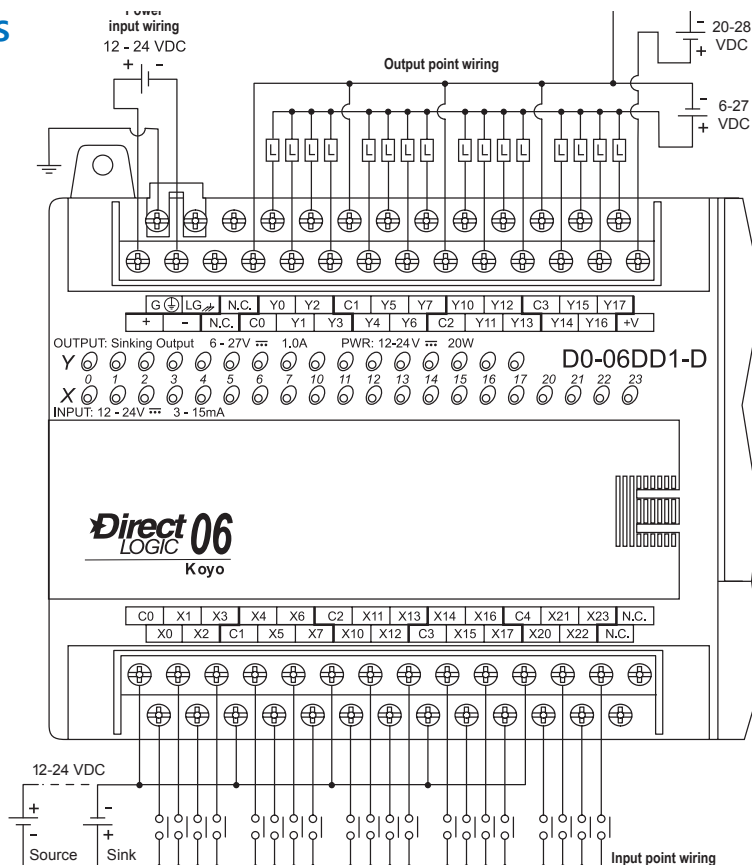 S
Power
input wiring
12 - 24 VDC
+ -
Output point wiring
- 20-28
VDC
+
- 6-27
VDC
+
L L L L L L L L L L L L L L L L
G LG N.C. Y0 Y2 C1 Y5 Y7 Y10 Y12 C3 Y15 Y17
+ - N.C. C0 Y1 Y3 Y4 Y6 C2 Y11 Y13 Y14 Y16 +V
OUTPUT: Sinking Output 6 - 27V 1.0A PWR: 12-24V 20W
Y D0-06DD1-D
0 1 2 3 4 5 6 7 10 11 12 13 14 15 16 17 20 21 22 23
X
INPUT: 12 - 24V 3 - 15mA
Direct
LOGIC 06
Koyo
C0 X1 X3 X4 X6 C2 X11 X13 X14 X16 C4 X21 X23 N.C.
X0 X2 C1 X5 X7 X10 X12 C3 X15 X17 X20 X22 N.C.
12-24 VDC
+ -
- +
Source Sink
Input point wiring